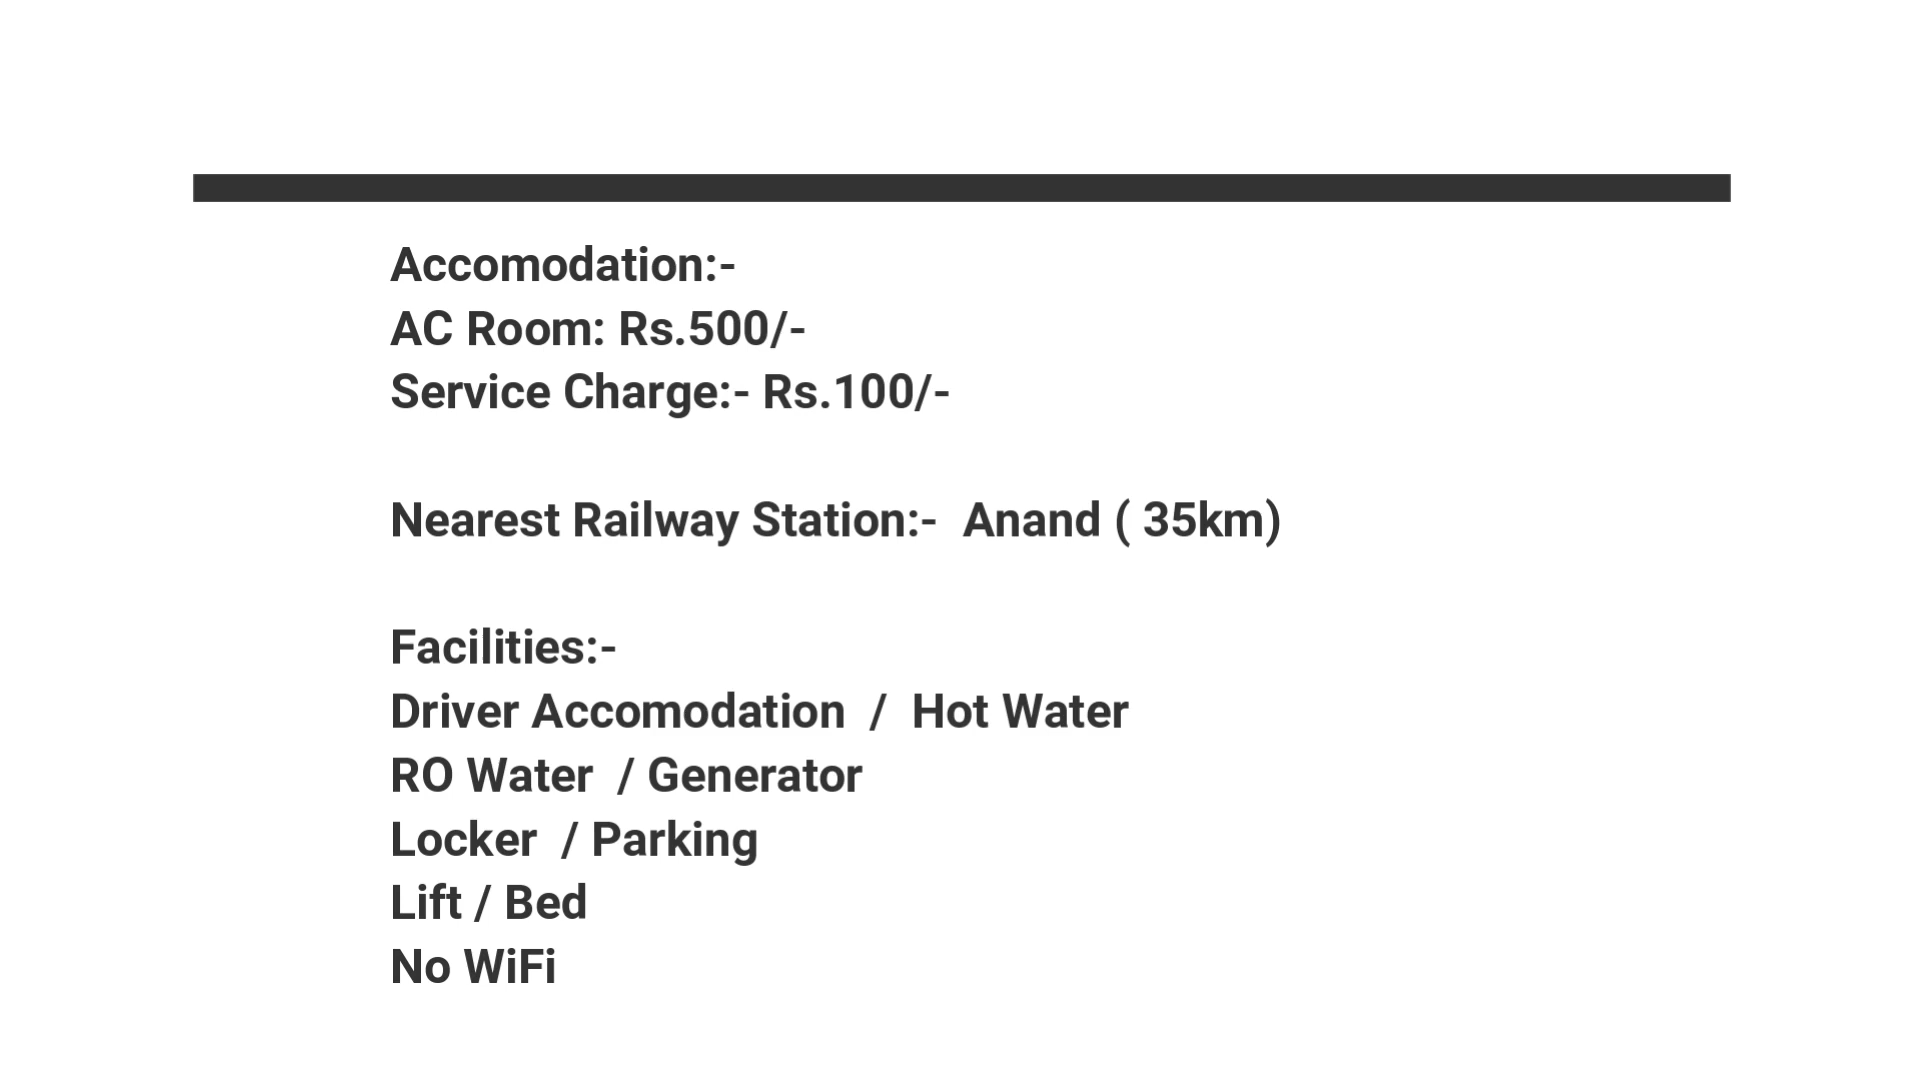 Accomodation:-
AC Room: Rs.500/-
Service Charge:- Rs.100/-
Nearest Railway Station:-  Anand ( 35km)
Facilities:-
Driver Accomodation  /  Hot Water
RO Water  / Generator
Locker  / Parking
Lift / Bed
No WiFi